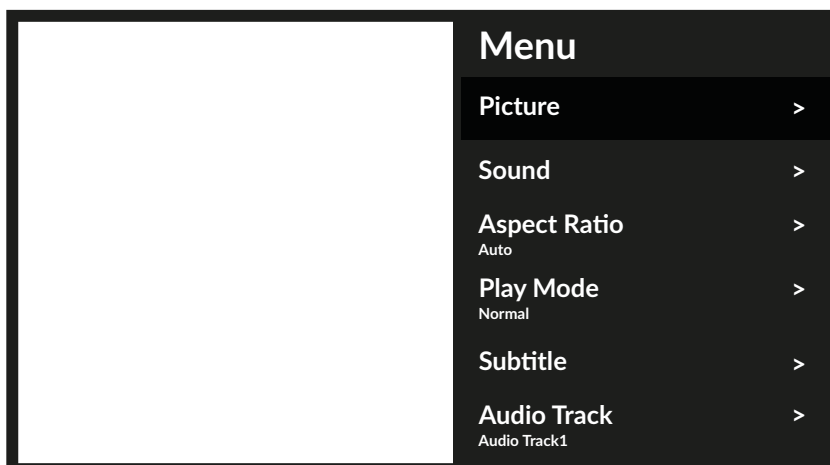 Menu
Picture >
Sound >
Aspect Ratio >
Auto
Play Mode >
Normal
Subtitle >
Audio Track >
Audio Track1